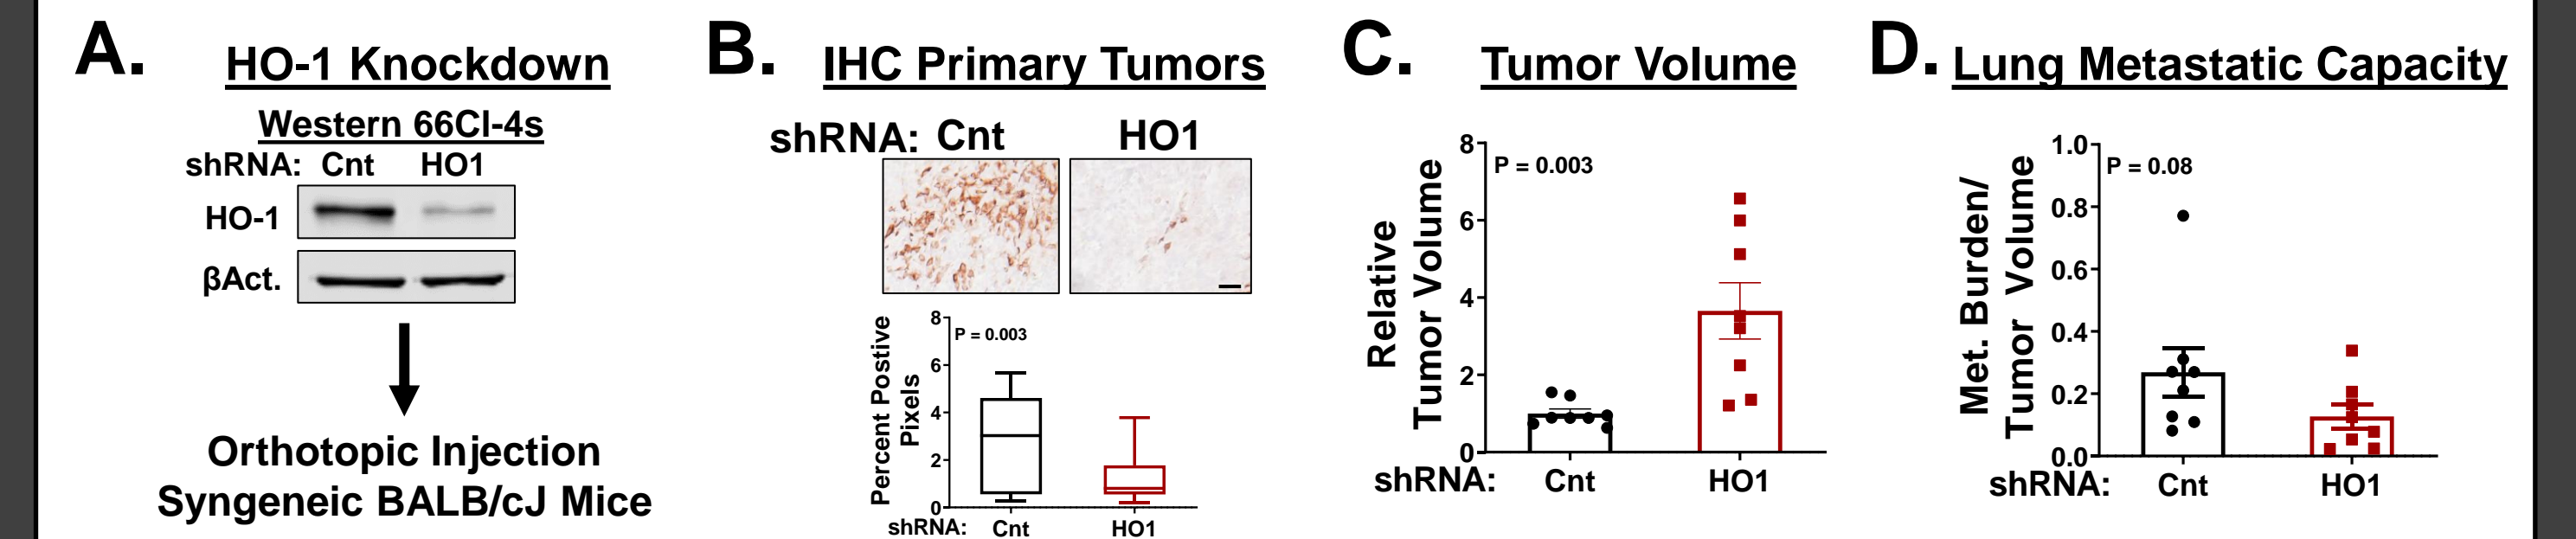 A.
HO-1 Knockdown
Western 66Cl-4s
shRNA: Cnt HO1
HO-1
βAct.
Orthotopic Injection
Syngeneic BALB/cJ Mice
B.
IHC Primary Tumors
shRNA: Cnt HO1
Percent Postive
Pixels
8
6
4
2
0
P = 0.003
shRNA: Cnt HO1
C.
Tumor Volume
Relative
Tumor Volume
8
6
4
2
0
P = 0.003
shRNA: Cnt HO1
D.
Lung Metastatic Capacity
Met. Burden/
Tumor Volume
1.0
0.8
0.6
0.4
0.2
0.0
P = 0.08
shRNA: Cnt HO1